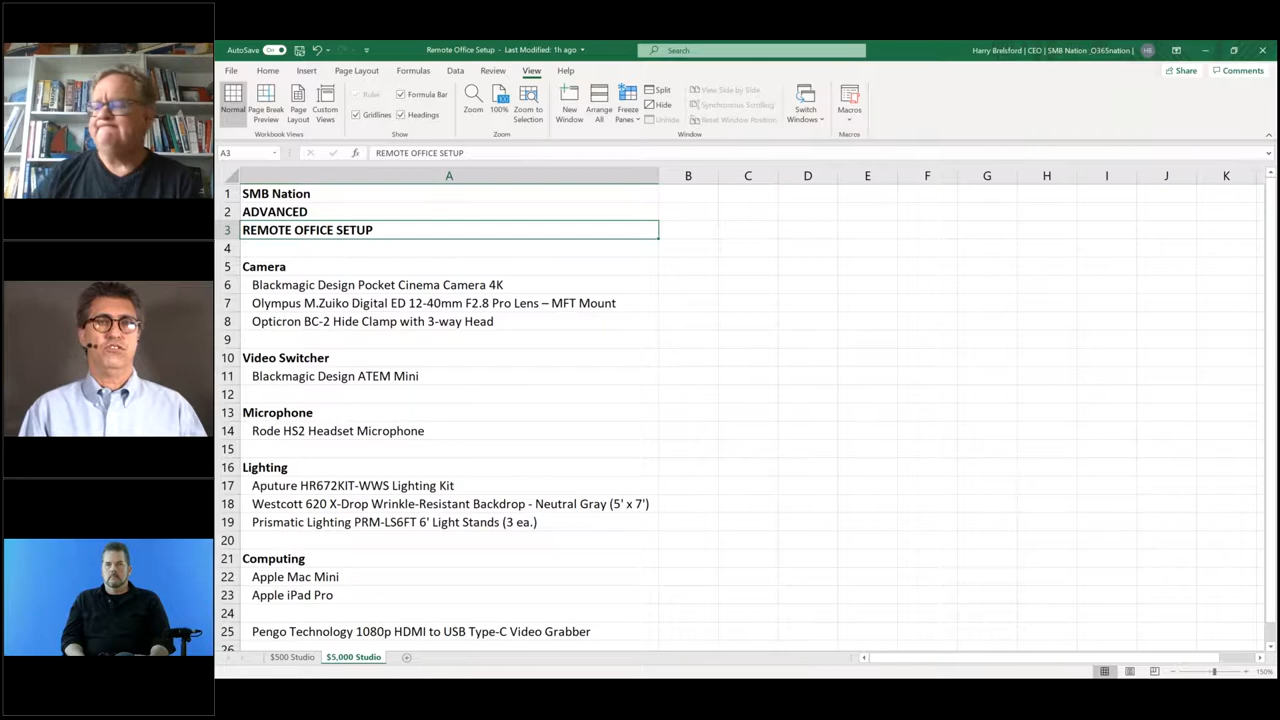 AutoSave On Remote Office Setup - Last Modified: 1h ago Search Harry Brelsford | CEO | SMB Nation_O365nation | HB
File Home Insert Page Layout Formulas Data Review View Help Share Comments
Normal
Page Break Preview
Page Layout
Custom Views
Workbook Views
Ruler
Formula Bar
Gridlines
Headings
Show
Zoom
100%
Zoom to Selection
Zoom
New Window
Arrange All
Freeze Panes
Split
Hide
Unhide
View Side by Side
Synchronous Scrolling
Reset Window Position
Window
Switch Windows
Macros
Macros
A3 fx REMOTE OFFICE SETUP
A B C D E F G H I J K
1 SMB Nation
2 ADVANCED
3 REMOTE OFFICE SETUP
4
5 Camera
6 Blackmagic Design Pocket Cinema Camera 4K
7 Olympus M.Zuiko Digital ED 12-40mm F2.8 Pro Lens – MFT Mount
8 Opticron BC-2 Hide Clamp with 3-way Head
9
10 Video Switcher
11 Blackmagic Design ATEM Mini
12
13 Microphone
14 Rode HS2 Headset Microphone
15
16 Lighting
17 Aputure HR672KIT-WWS Lighting Kit
18 Westcott 620 X-Drop Wrinkle-Resistant Backdrop - Neutral Gray (5' x 7')
19 Prismatic Lighting PRM-LS6FT 6' Light Stands (3 ea.)
20
21 Computing
22 Apple Mac Mini
23 Apple iPad Pro
24
25 Pengo Technology 1080p HDMI to USB Type-C Video Grabber
26
$500 Studio $5,000 Studio
150%